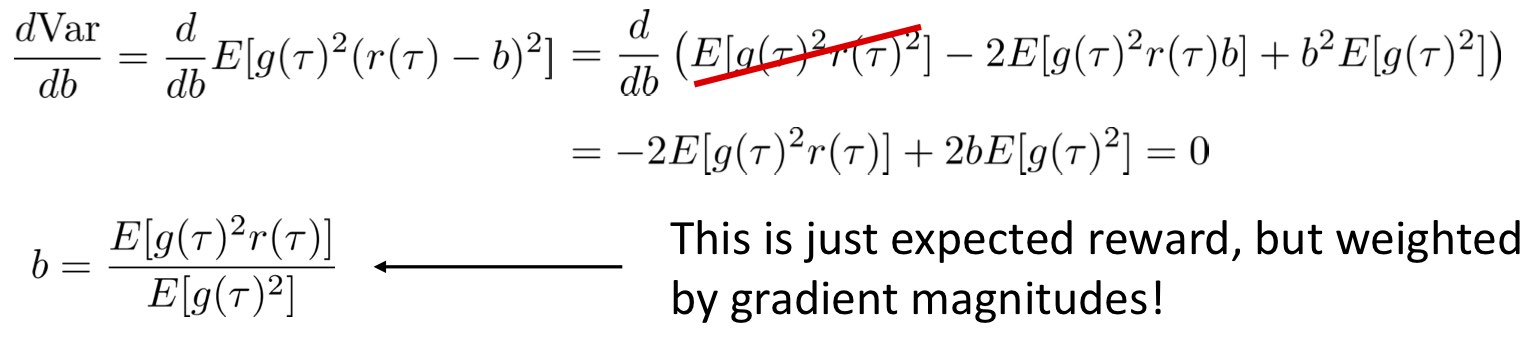 dVar/db = d/db E[g(τ)²(r(τ) − b)²] = d/db (E[g(τ)²r(τ)²] − 2E[g(τ)²r(τ)b] + b²E[g(τ)²])
= −2E[g(τ)²r(τ)] + 2bE[g(τ)²] = 0
b = E[g(τ)²r(τ)] / E[g(τ)²]
This is just expected reward, but weighted
by gradient magnitudes!